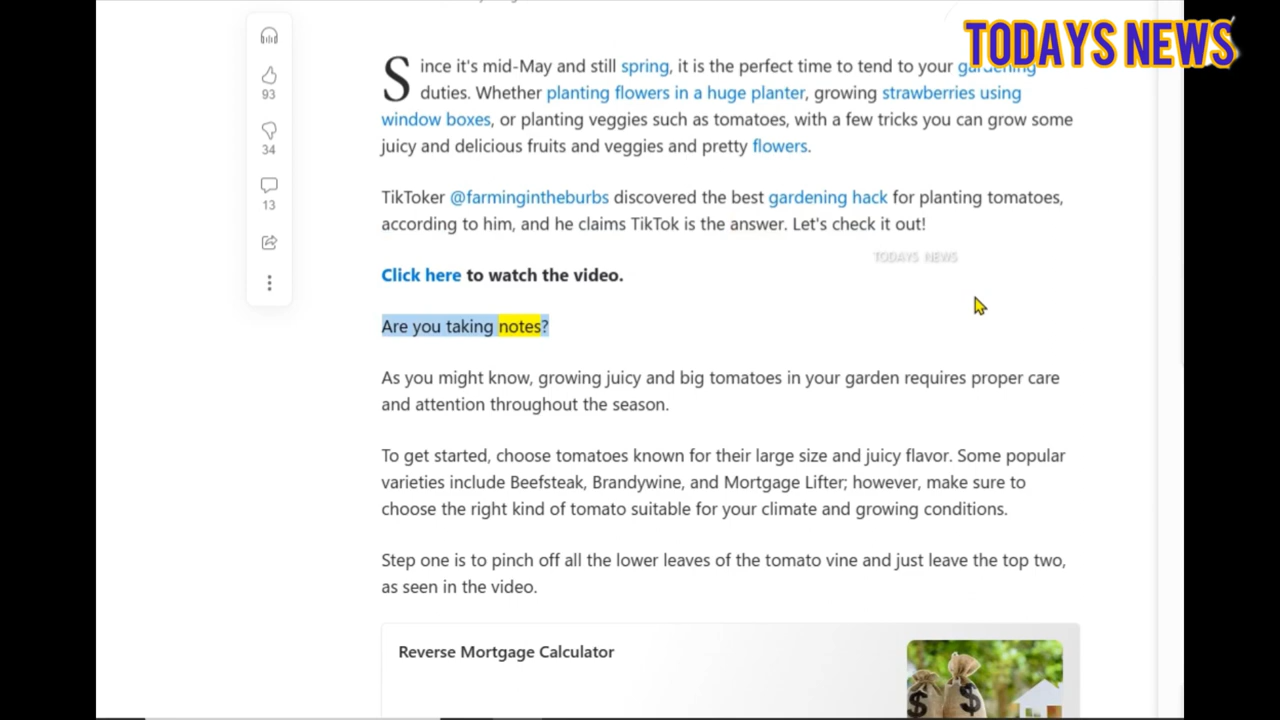 TODAYS NEWS
Since it's mid-May and still spring, it is the perfect time to tend to your gardening
duties. Whether planting flowers in a huge planter, growing strawberries using
window boxes, or planting veggies such as tomatoes, with a few tricks you can grow some
juicy and delicious fruits and veggies and pretty flowers.
93
34
13
TikToker @farmingintheburbs discovered the best gardening hack for planting tomatoes,
according to him, and he claims TikTok is the answer. Let's check it out!
TODAYS NEWS
Click here to watch the video.
Are you taking notes?
As you might know, growing juicy and big tomatoes in your garden requires proper care
and attention throughout the season.
To get started, choose tomatoes known for their large size and juicy flavor. Some popular
varieties include Beefsteak, Brandywine, and Mortgage Lifter; however, make sure to
choose the right kind of tomato suitable for your climate and growing conditions.
Step one is to pinch off all the lower leaves of the tomato vine and just leave the top two,
as seen in the video.
Reverse Mortgage Calculator
$ $